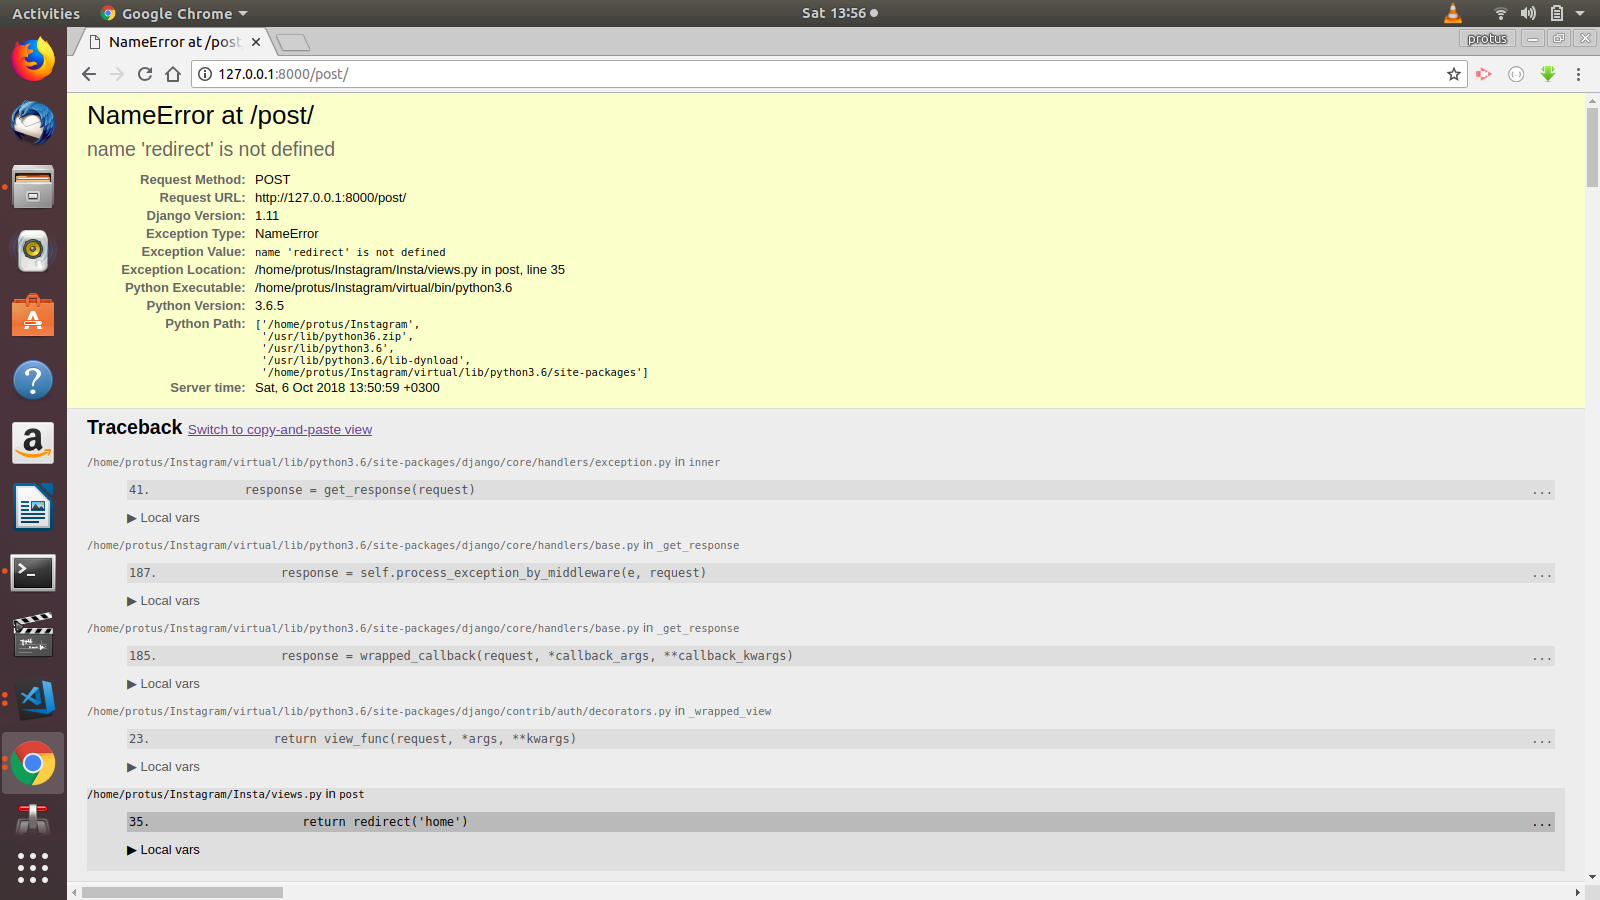 Activities
Google Chrome
Sat 13:56
NameError at /post
protus
127.0.0.1:8000/post/
NameError at /post/
name 'redirect' is not defined
Request Method: POST
Request URL: http://127.0.0.1:8000/post/
Django Version: 1.11
Exception Type: NameError
Exception Value: name 'redirect' is not defined
Exception Location: /home/protus/Instagram/Insta/views.py in post, line 35
Python Executable: /home/protus/Instagram/virtual/bin/python3.6
Python Version: 3.6.5
Python Path: ['/home/protus/Instagram',
'/usr/lib/python36.zip',
'/usr/lib/python3.6',
'/usr/lib/python3.6/lib-dynload',
'/home/protus/Instagram/virtual/lib/python3.6/site-packages']
Server time: Sat, 6 Oct 2018 13:50:59 +0300
Traceback Switch to copy-and-paste view
/home/protus/Instagram/virtual/lib/python3.6/site-packages/django/core/handlers/exception.py in inner
41. response = get_response(request) ...
▶ Local vars
/home/protus/Instagram/virtual/lib/python3.6/site-packages/django/core/handlers/base.py in _get_response
187. response = self.process_exception_by_middleware(e, request) ...
▶ Local vars
/home/protus/Instagram/virtual/lib/python3.6/site-packages/django/core/handlers/base.py in _get_response
185. response = wrapped_callback(request, *callback_args, **callback_kwargs) ...
▶ Local vars
/home/protus/Instagram/virtual/lib/python3.6/site-packages/django/contrib/auth/decorators.py in _wrapped_view
23. return view_func(request, *args, **kwargs) ...
▶ Local vars
/home/protus/Instagram/Insta/views.py in post
35. return redirect('home') ...
▶ Local vars